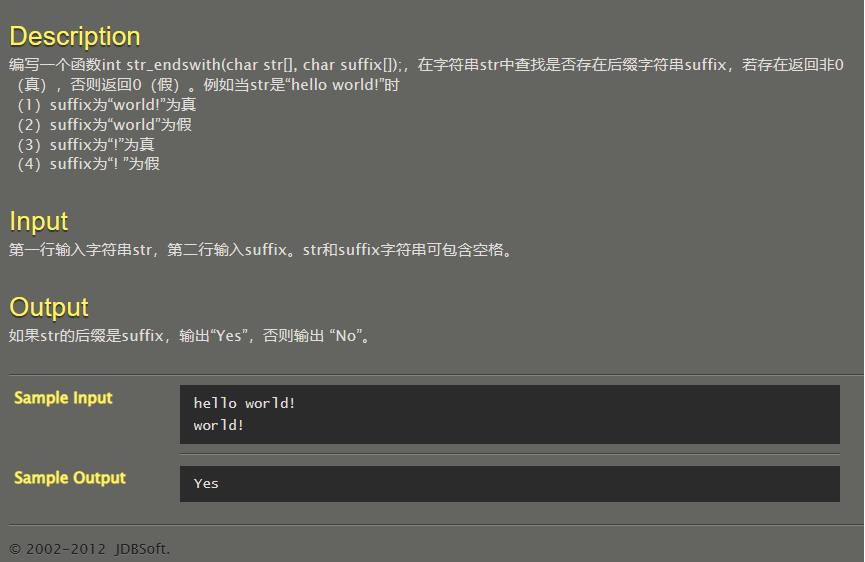 Description
编写一个函数int str_endswith(char str[], char suffix[]);，在字符串str中查找是否存在后缀字符串suffix，若存在返回非0
（真），否则返回0（假）。例如当str是“hello world!”时
（1）suffix为“world!”为真
（2）suffix为“world”为假
（3）suffix为“!”为真
（4）suffix为“! ”为假
Input
第一行输入字符串str，第二行输入suffix。str和suffix字符串可包含空格。
Output
如果str的后缀是suffix，输出“Yes”，否则输出 “No”。
Sample Input
hello world!
world!
Sample Output
Yes
© 2002-2012 JDBSoft.